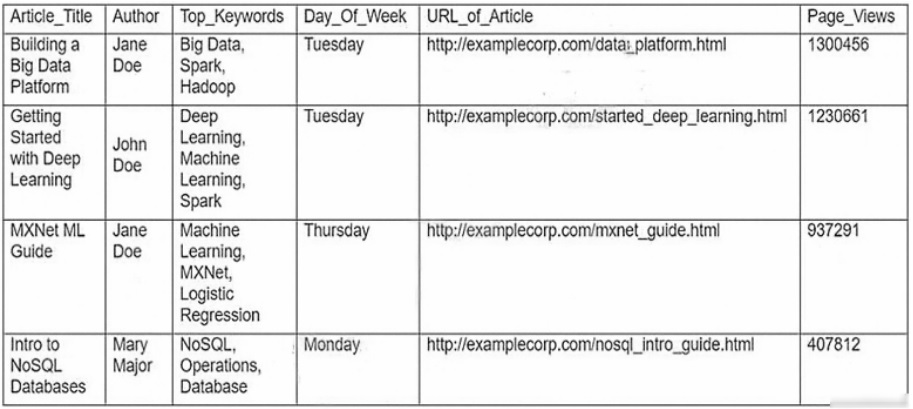 Article_Title Author Top_Keywords Day_Of_Week URL_of_Article Page_Views
Building a Jane Big Data, Tuesday http://examplecorp.com/data_platform.html 1300456
Big Data Doe Spark,
Platform Hadoop
Getting Deep Tuesday http://examplecorp.com/started_deep_learning.html 1230661
Started John Learning,
with Deep Doe Machine
Learning Learning,
Spark
MXNet ML Jane Machine Thursday http://examplecorp.com/mxnet_guide.html 937291
Guide Doe Learning,
MXNet,
Logistic
Regression
Intro to Mary NoSQL, Monday http://examplecorp.com/nosql_intro_guide.html 407812
NoSQL Major Operations,
Databases Database